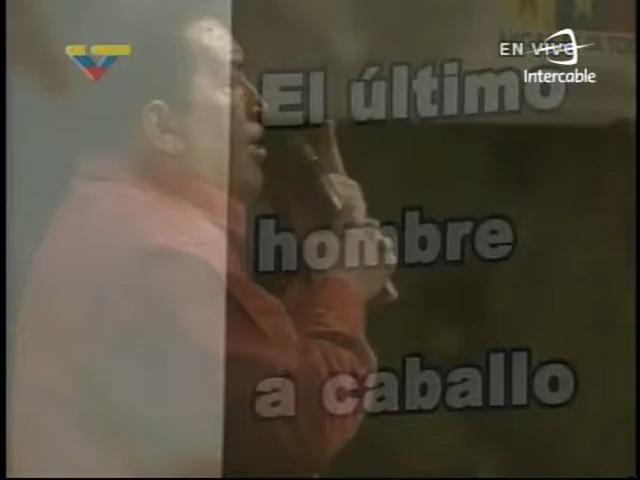 EN VIVO
Intercable
El último
hombre
a caballo